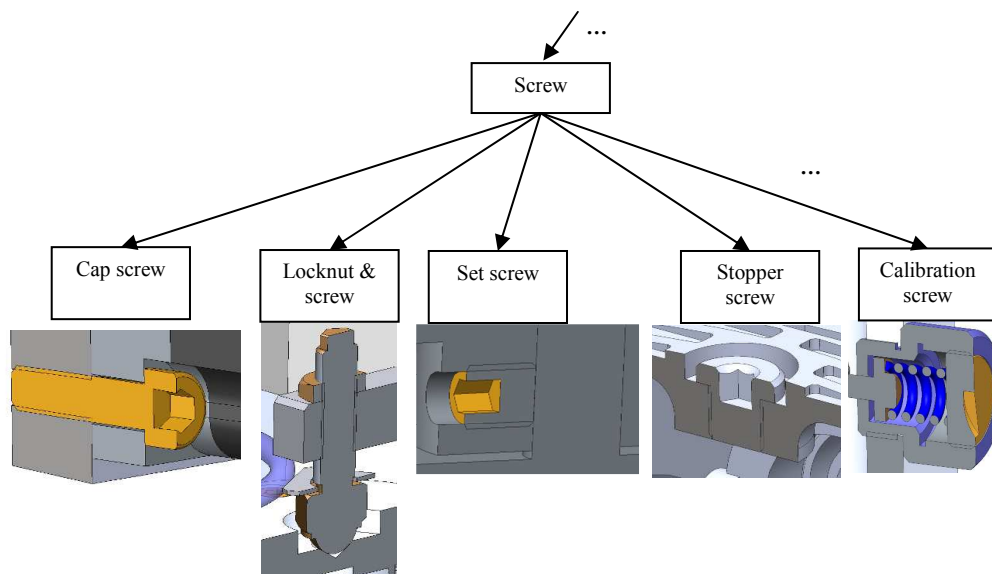 ...
Screw
...
Cap screw
Locknut &
screw
Set screw
Stopper
screw
Calibration
screw